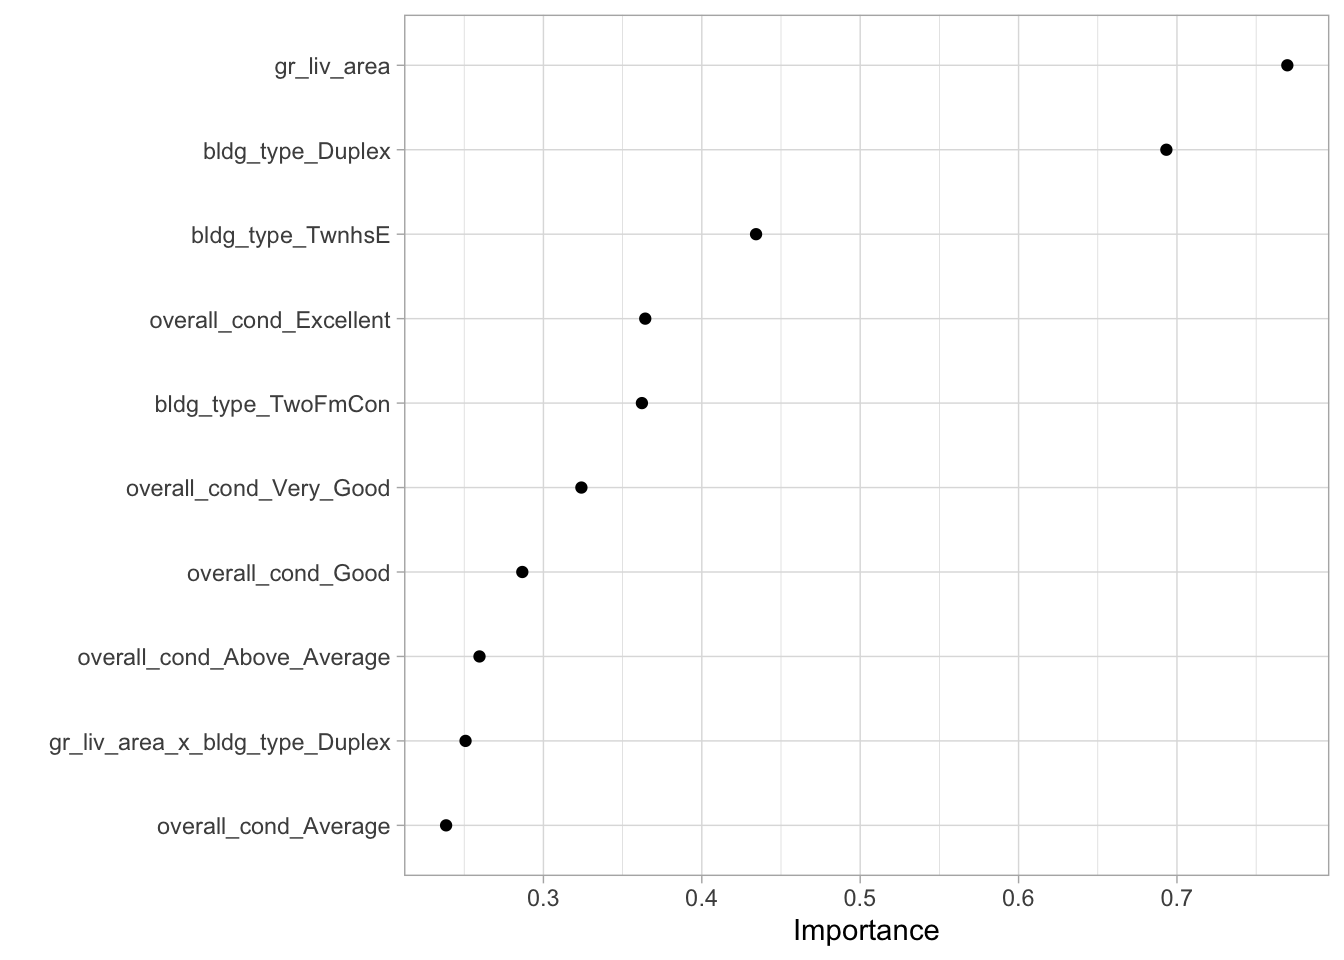 gr_liv_area
bldg_type_Duplex
bldg_type_TwnhsE
overall_cond_Excellent
bldg_type_TwoFmCon
overall_cond_Very_Good
overall_cond_Good
overall_cond_Above_Average
gr_liv_area_x_bldg_type_Duplex
overall_cond_Average
0.3 0.4 0.5 0.6 0.7
Importance